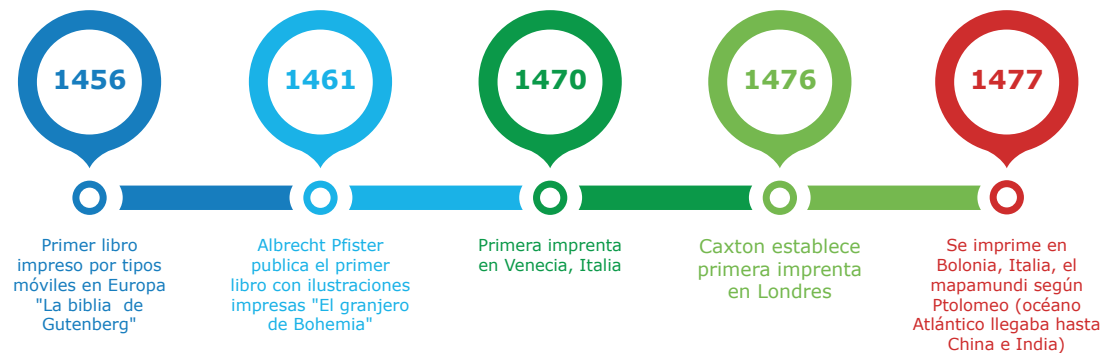 1456
1461
1470
1476
1477
Primer libro
impreso por tipos
móviles en Europa
"La biblia  de
Gutenberg"
Albrecht Pfister
publica el primer
libro con ilustraciones
impresas "El granjero
de Bohemia"
Primera imprenta
en Venecia, Italia
Caxton establece
primera imprenta
en Londres
Se imprime en
Bolonia, Italia, el
mapamundi según
Ptolomeo (océano
Atlántico llegaba hasta
China e India)